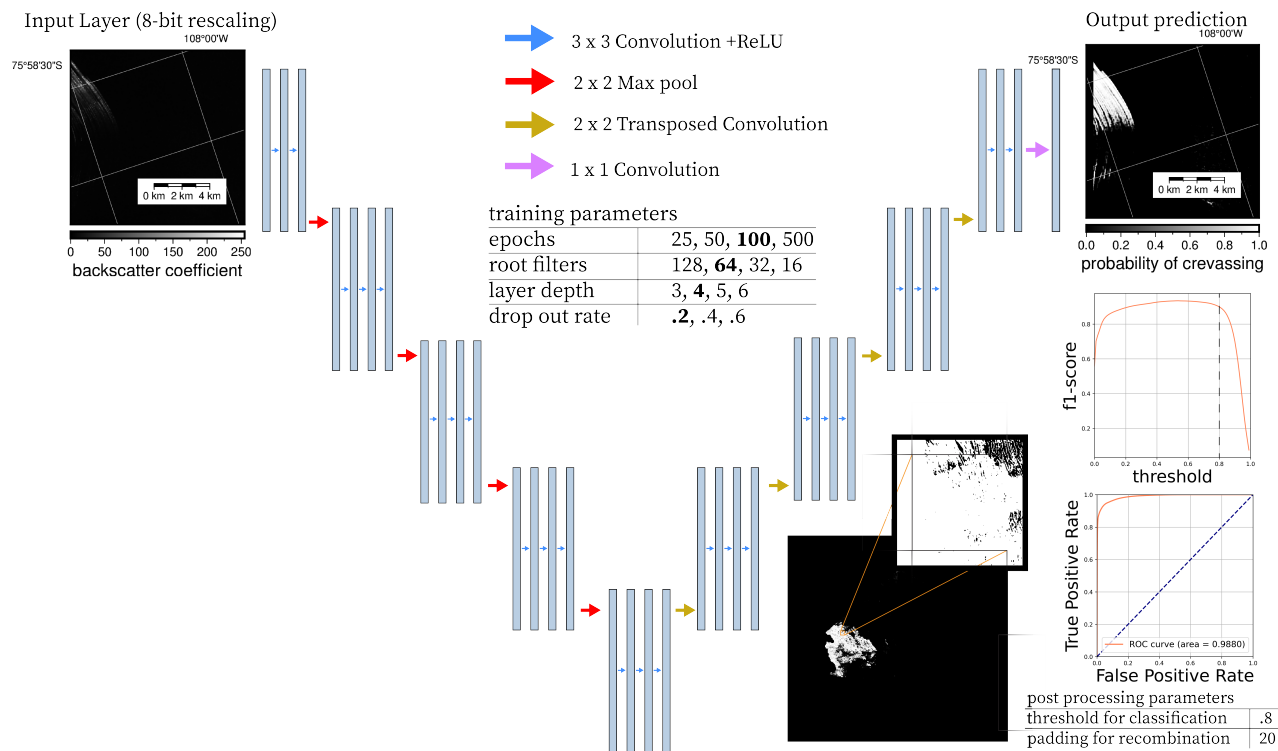 Input Layer (8-bit rescaling)
108°00'W
75°58'30"S
0 km 2 km 4 km
0 50 100 150 200 250
backscatter coefficient
3 x 3 Convolution +ReLU
2 x 2 Max pool
2 x 2 Transposed Convolution
1 x 1 Convolution
training parameters
epochs 25, 50, 100, 500
root filters 128, 64, 32, 16
layer depth 3, 4, 5, 6
drop out rate .2, .4, .6
Output prediction
108°00'W
75°58'30"S
0 km 2 km 4 km
0.0 0.2 0.4 0.6 0.8 1.0
probability of crevassing
f1-score
0.8
0.6
0.4
0.2
0.0 0.2 0.4 0.6 0.8 1.0
threshold
True Positive Rate
1.0
0.8
0.6
0.4
0.2
0.0
ROC curve (area = 0.9880)
0.0 0.2 0.4 0.6 0.8 1.0
False Positive Rate
post processing parameters
threshold for classification .8
padding for recombination 20